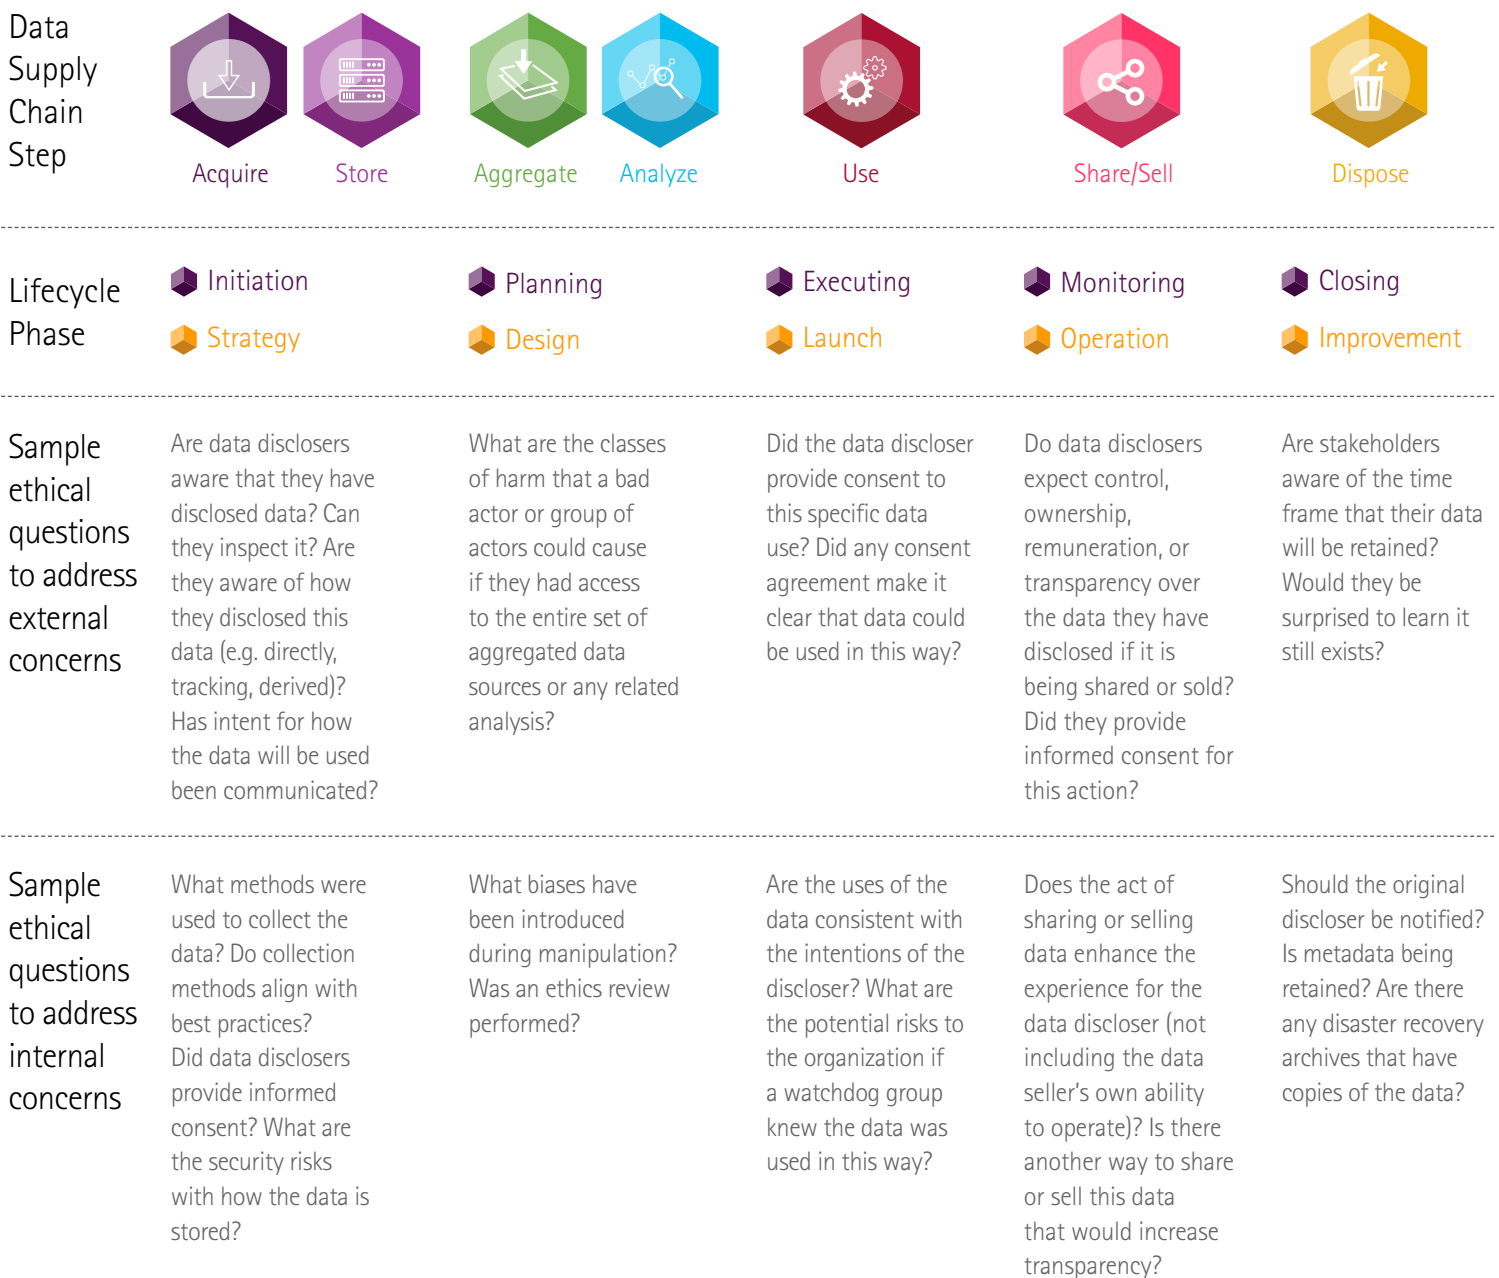 Data
Supply
Chain
Step
Acquire
Store
Aggregate
Analyze
Use
Share/Sell
Dispose
Lifecycle
Phase
Initiation
Planning
Executing
Monitoring
Closing
Strategy
Design
Launch
Operation
Improvement
Sample
ethical
questions
to address
external
concerns
Are data disclosers
aware that they have
disclosed data? Can
they inspect it? Are
they aware of how
they disclosed this
data (e.g. directly,
tracking, derived)?
Has intent for how
the data will be used
been communicated?
What are the classes
of harm that a bad
actor or group of
actors could cause
if they had access
to the entire set of
aggregated data
sources or any related
analysis?
Did the data discloser
provide consent to
this specific data
use? Did any consent
agreement make it
clear that data could
be used in this way?
Do data disclosers
expect control,
ownership,
remuneration, or
transparency over
the data they have
disclosed if it is
being shared or sold?
Did they provide
informed consent for
this action?
Are stakeholders
aware of the time
frame that their data
will be retained?
Would they be
surprised to learn it
still exists?
Sample
ethical
questions
to address
internal
concerns
What methods were
used to collect the
data? Do collection
methods align with
best practices?
Did data disclosers
provide informed
consent? What are
the security risks
with how the data is
stored?
What biases have
been introduced
during manipulation?
Was an ethics review
performed?
Are the uses of the
data consistent with
the intentions of the
discloser? What are
the potential risks to
the organization if
a watchdog group
knew the data was
used in this way?
Does the act of
sharing or selling
data enhance the
experience for the
data discloser (not
including the data
seller's own ability
to operate)? Is there
another way to share
or sell this data
that would increase
transparency?
Should the original
discloser be notified?
Is metadata being
retained? Are there
any disaster recovery
archives that have
copies of the data?